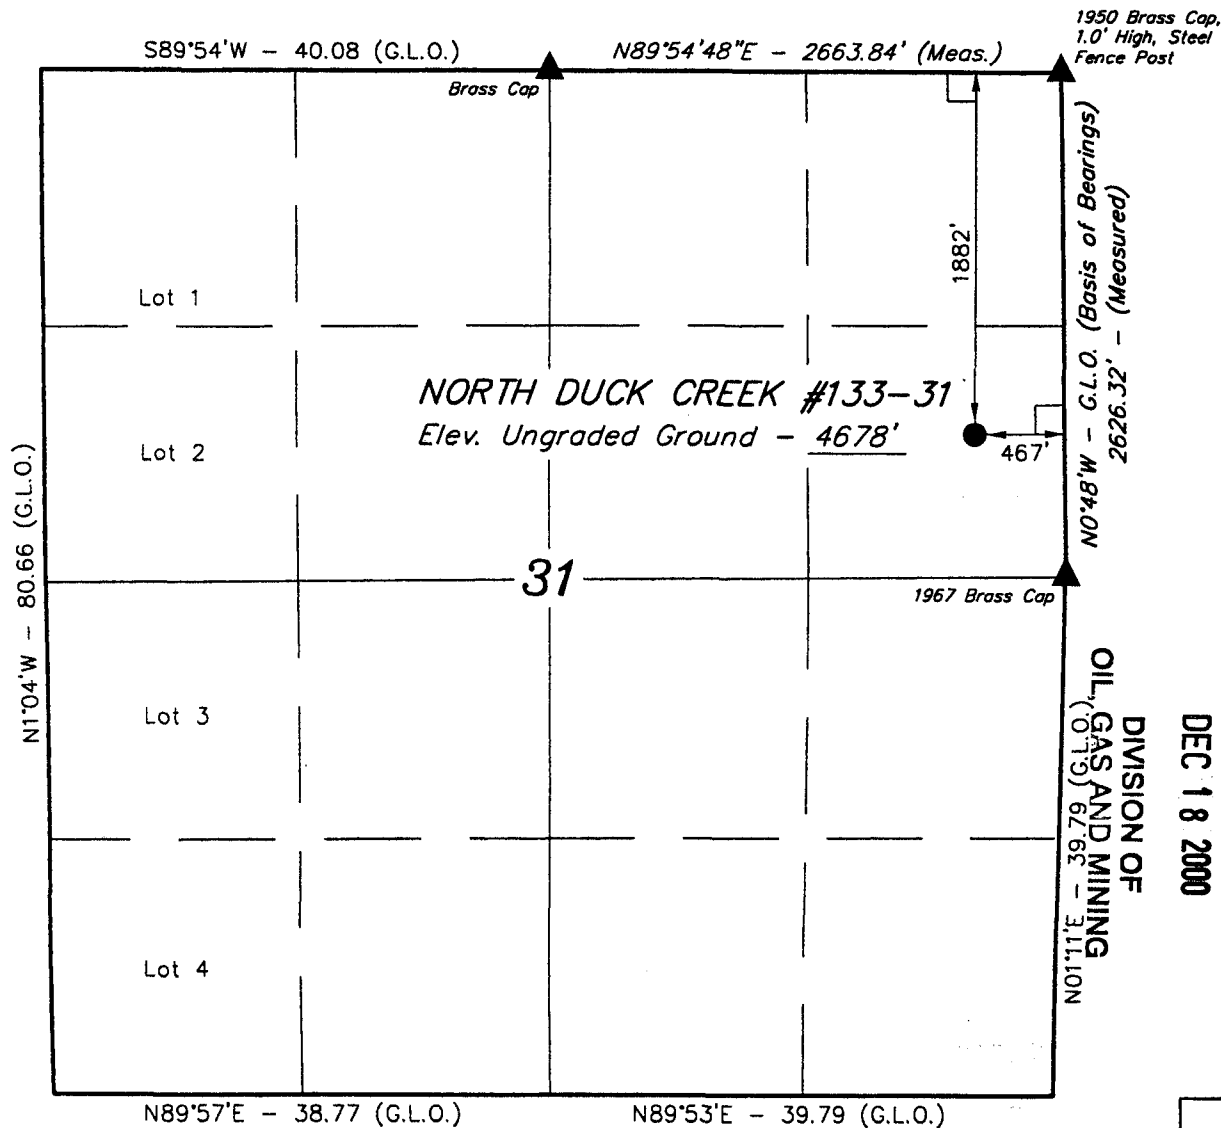 1950 Brass Cap,
1.0' High, Steel
Fence Post
S89°54'W - 40.08 (G.L.O.)
N89°54'48"E - 2663.84' (Meas.)
Brass Cap
N0°48'W - G.L.O. (Basis of Bearings)
2626.32' - (Measured)
1882'
Lot 1
NORTH DUCK CREEK #133-31
Elev. Ungraded Ground - 4678'
467'
Lot 2
N1°04'W - 80.66 (G.L.O.)
31
1967 Brass Cap
Lot 3
N01°11'E - 39.79 (G.L.O.)
DIVISION OF
OIL, GAS AND MINING
DEC 18 2000
Lot 4
N89°57'E - 38.77 (G.L.O.)
N89°53'E - 39.79 (G.L.O.)